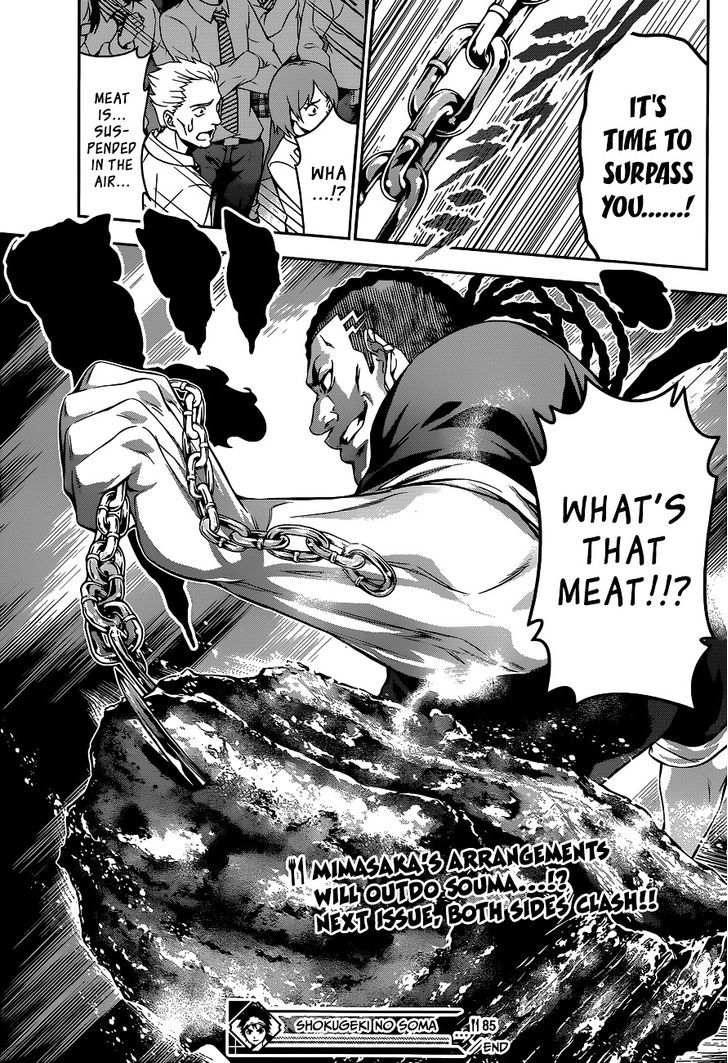 IT'S
TIME TO
SURPASS
YOU......!
WHA
...!?
MEAT
IS...
SUS-
PENDED
IN THE
AIR...
WHAT'S
THAT
MEAT!!?
MIMASAKA'S ARRANGEMENTS
WILL OUTDO SOUMA...!?
NEXT ISSUE, BOTH SIDES CLASH!!
SHOKUGEKI NO SOMA
...85
END